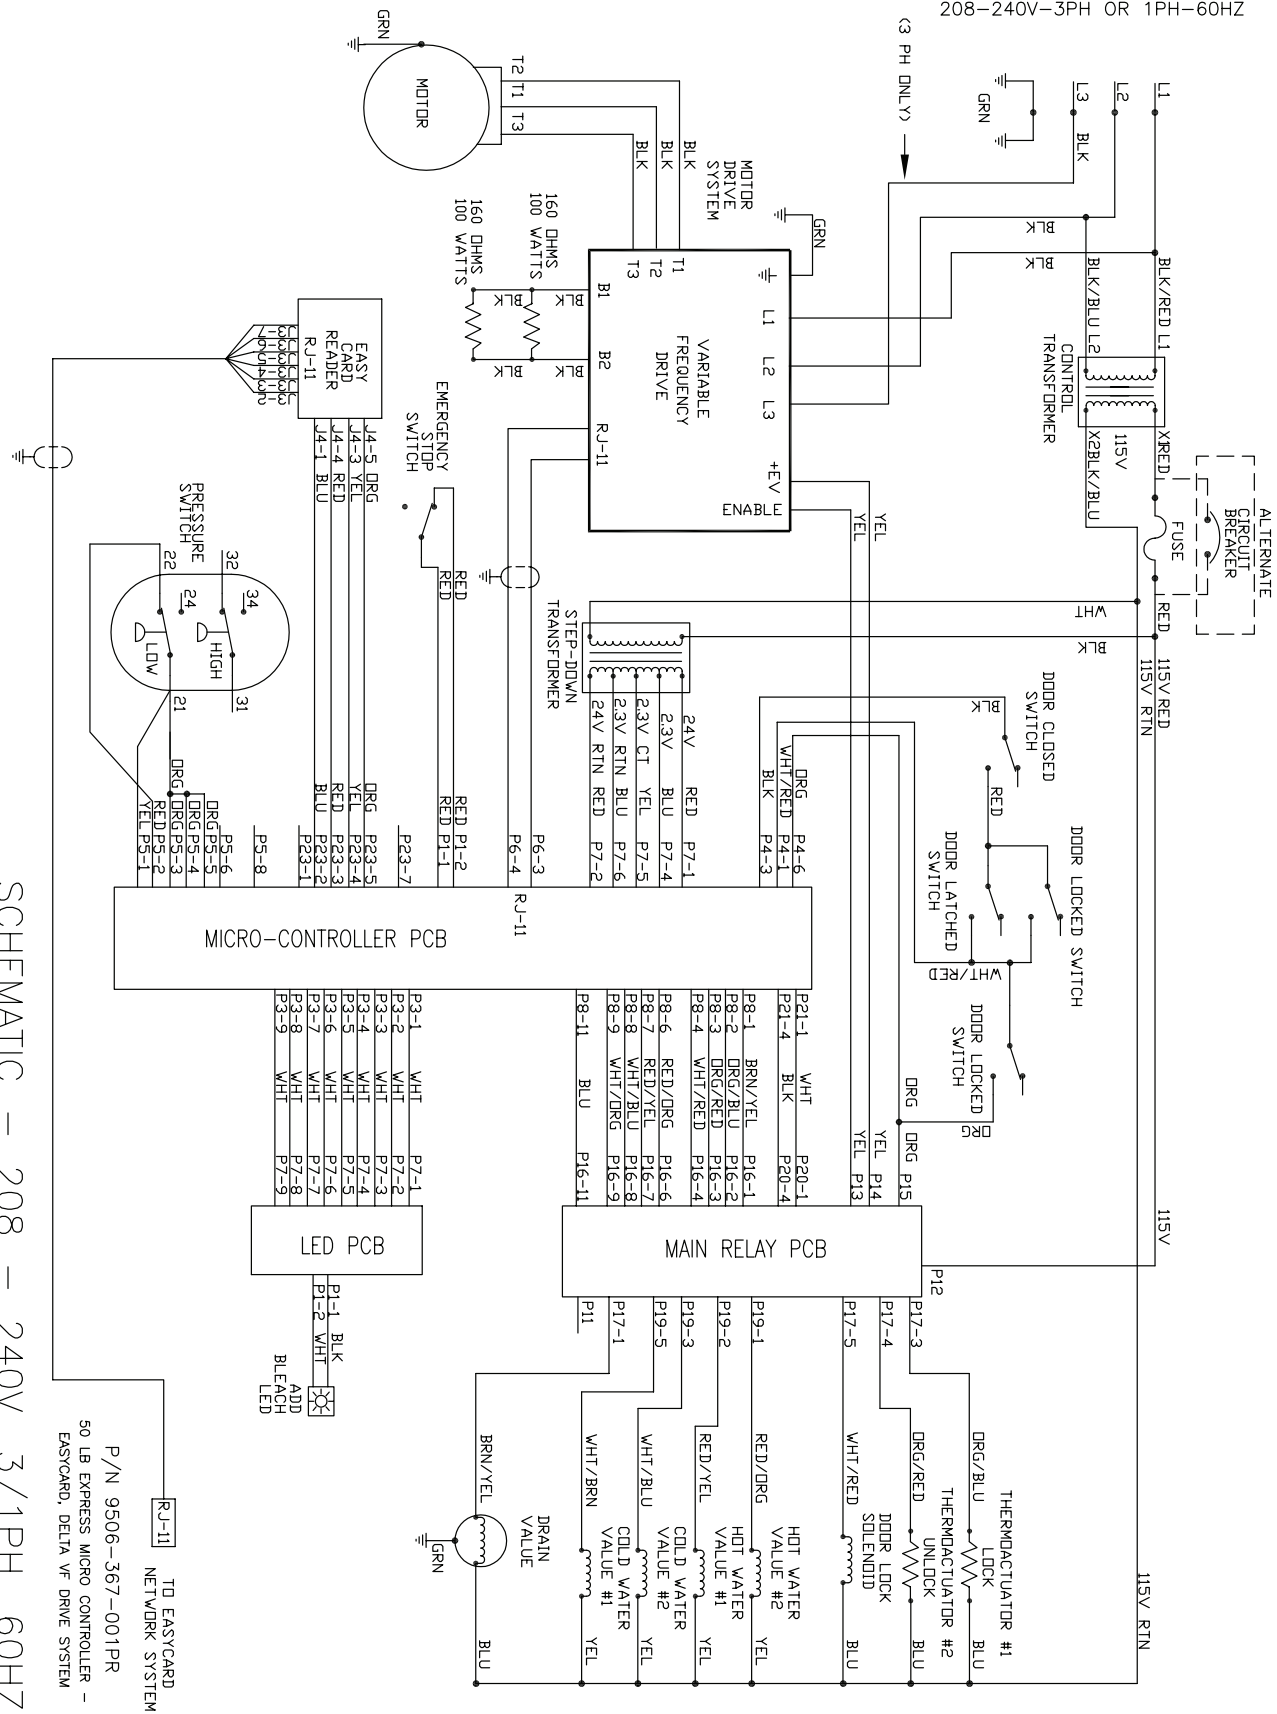 208-240V-3PH OR 1PH-60HZ
L1
L2
L3
GRN
BLK
(3 PH ONLY)
BLK
BLK
BLK/RED L1
BLK/BLU L2
CONTROL
TRANSFORMER
X1 RED
115V
X2 BLK/BLU
ALTERNATE
CIRCUIT
BREAKER
FUSE
RED
WHT
BLK
115V RED
115V RTN
115V
115V RTN
GRN
MOTOR
T2
T1
T3
BLK
BLK
BLK
MOTOR
DRIVE
SYSTEM
GRN
T1
T2
T3
L1
L2
L3
+EV
ENABLE
VARIABLE
FREQUENCY
DRIVE
B1
B2
RJ-11
YEL
YEL
BLK
BLK
BLK
BLK
160 OHMS
100 WATTS
160 OHMS
100 WATTS
EASY
CARD
READER
RJ-11
J3-7
J3-6
J3-5
J3-4
J3-3
J3-2
J4-5 ORG
J4-3 YEL
J4-4 RED
J4-1 BLU
EMERGENCY
STOP
SWITCH
RED
RED
PRESSURE
SWITCH
22
24
32
34
LOW
HIGH
21
31
STEP-DOWN
TRANSFORMER
24V
2.3V
2.3V CT
2.3V RTN
24V RTN
RED
BLU
YEL
BLU
RED
P7-1
P7-4
P7-5
P7-6
P7-2
DOOR CLOSED
SWITCH
BLK
RED
DOOR LOCKED SWITCH
DOOR LATCHED
SWITCH
WHT/RED
DOOR LOCKED
SWITCH
ORG
ORG
WHT/RED
BLK
P4-6
P4-1
P4-3
P6-3
P6-4
RED P1-2
RED P1-1
P23-7
ORG P23-5
YEL P23-4
RED P23-3
BLU P23-2
P23-1
P5-8
P5-6
ORG P5-5
ORG P5-4
ORG P5-3
RED P5-2
YEL P5-1
ORG
RJ-11
MICRO-CONTROLLER PCB
P21-1 WHT P20-1
P21-4 BLK P20-4
P8-1 BRN/YEL P16-1
P8-2 ORG/BLU P16-2
P8-3 ORG/RED P16-3
P8-4 WHT/RED P16-4
P8-6 RED/ORG P16-6
P8-7 RED/YEL P16-7
P8-8 WHT/BLU P16-8
P8-9 WHT/ORG P16-9
P8-11 BLU P16-11
P3-1 WHT P7-1
P3-2 WHT P7-2
P3-3 WHT P7-3
P3-4 WHT P7-4
P3-5 WHT P7-5
P3-6 WHT P7-6
P3-7 WHT P7-7
P3-8 WHT P7-8
P3-9 WHT P7-9
ORG
ORG P15
YEL P14
YEL P13
MAIN RELAY PCB
P12
LED PCB
P1-1 BLK
P1-2 WHT
ADD
BLEACH
LED
P17-3
P17-4
P17-5
P19-1
P19-2
P19-3
P19-5
P17-1
P11
ORG/BLU
THERMOACTUATOR #1
LOCK
BLU
ORG/RED
THERMOACTUATOR #2
UNLOCK
BLU
WHT/RED
DOOR LOCK
SOLENOID
BLU
RED/ORG
HOT WATER
VALUE #2
YEL
RED/YEL
HOT WATER
VALUE #1
YEL
WHT/BLU
COLD WATER
VALUE #2
YEL
WHT/BRN
COLD WATER
VALUE #1
YEL
BRN/YEL
DRAIN
VALUE
GRN
BLU
RJ-11
TO EASYCARD
NETWORK SYSTEM
P/N 9506-367-001PR
50 LB EXPRESS MICRO CONTROLLER -
EASYCARD, DELTA VF DRIVE SYSTEM
SCHEMATIC - 208 - 240V 3/1PH 60HZ